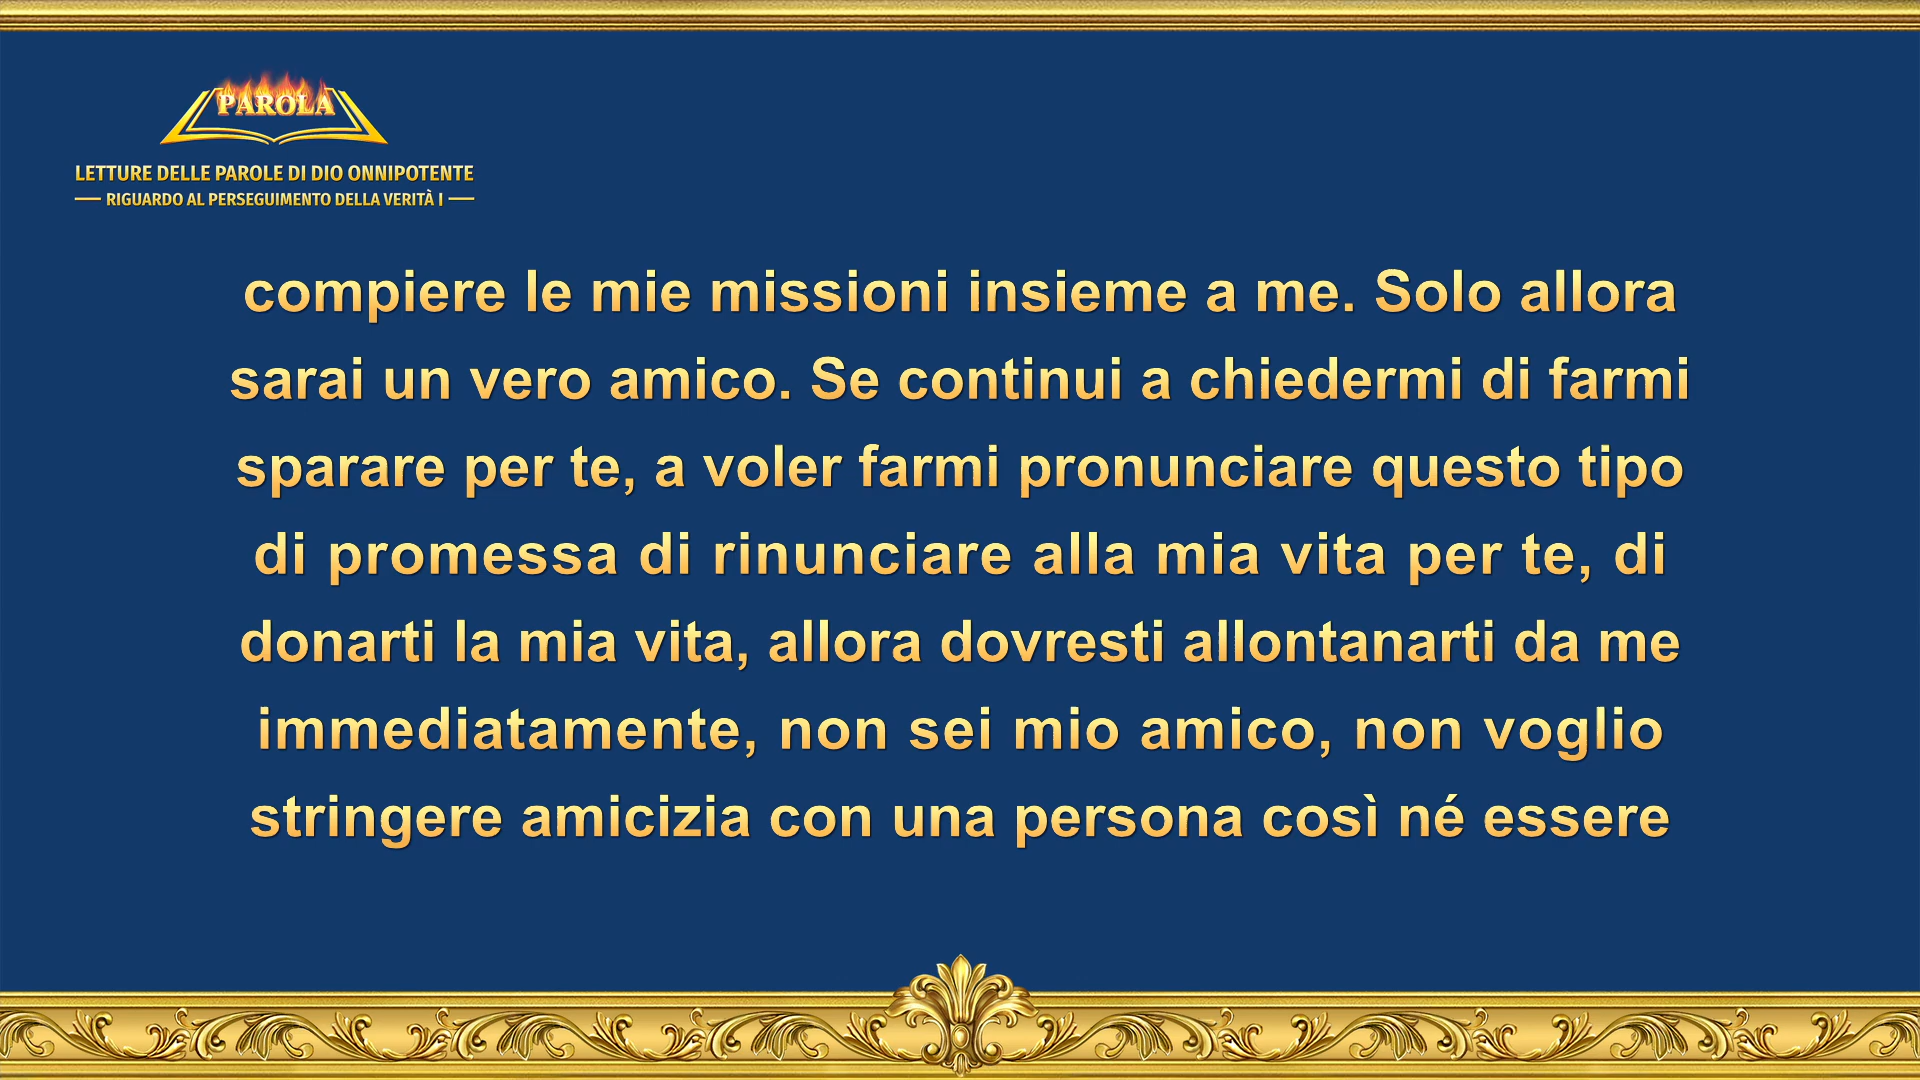 PAROLA
LETTURE DELLE PAROLE DI DIO ONNIPOTENTE
RIGUARDO AL PERSEGUIMENTO DELLA VERITÀ I
compiere le mie missioni insieme a me. Solo allora
sarai un vero amico. Se continui a chiedermi di farmi
sparare per te, a voler farmi pronunciare questo tipo
di promessa di rinunciare alla mia vita per te, di
donarti la mia vita, allora dovresti allontanarti da me
immediatamente, non sei mio amico, non voglio
stringere amicizia con una persona così né essere